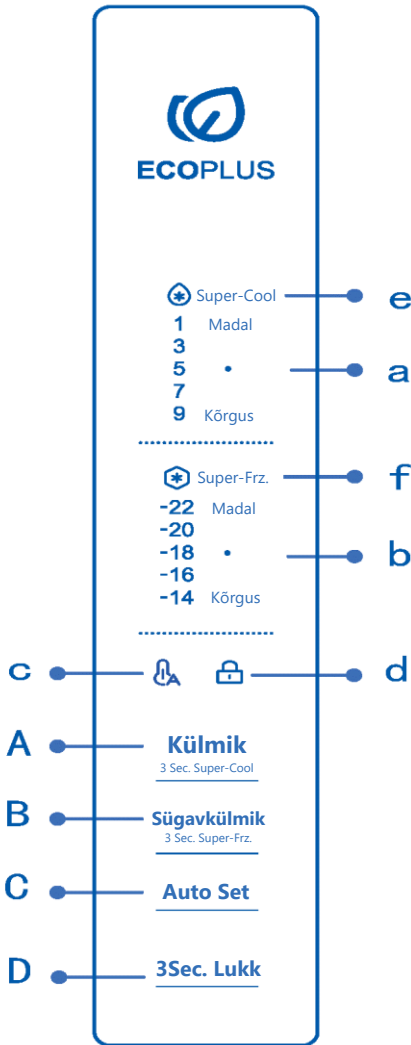 ECOPLUS
Super-Cool e
1 Madal
3
5 • a
7
9 Kõrgus
Super-Frz. f
-22 Madal
-20
-18 • b
-16
-14 Kõrgus
c A d
A Külmik
3 Sec. Super-Cool
B Sügavkülmik
3 Sec. Super-Frz.
C Auto Set
D 3Sec. Lukk